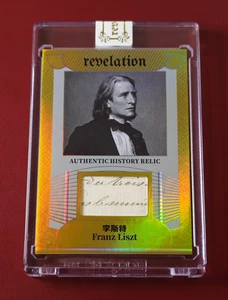 revelation
AUTHENTIC HISTORY RELIC
李斯特
Franz Liszt